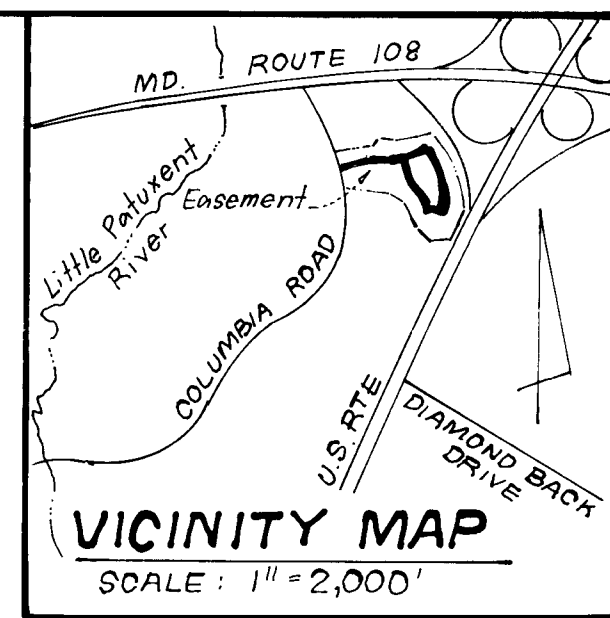 MD. ROUTE 108
Little Patuxent
River
Easement
COLUMBIA ROAD
U.S. RTE
DIAMOND BACK
DRIVE
VICINITY MAP
SCALE: 1" = 2,000'